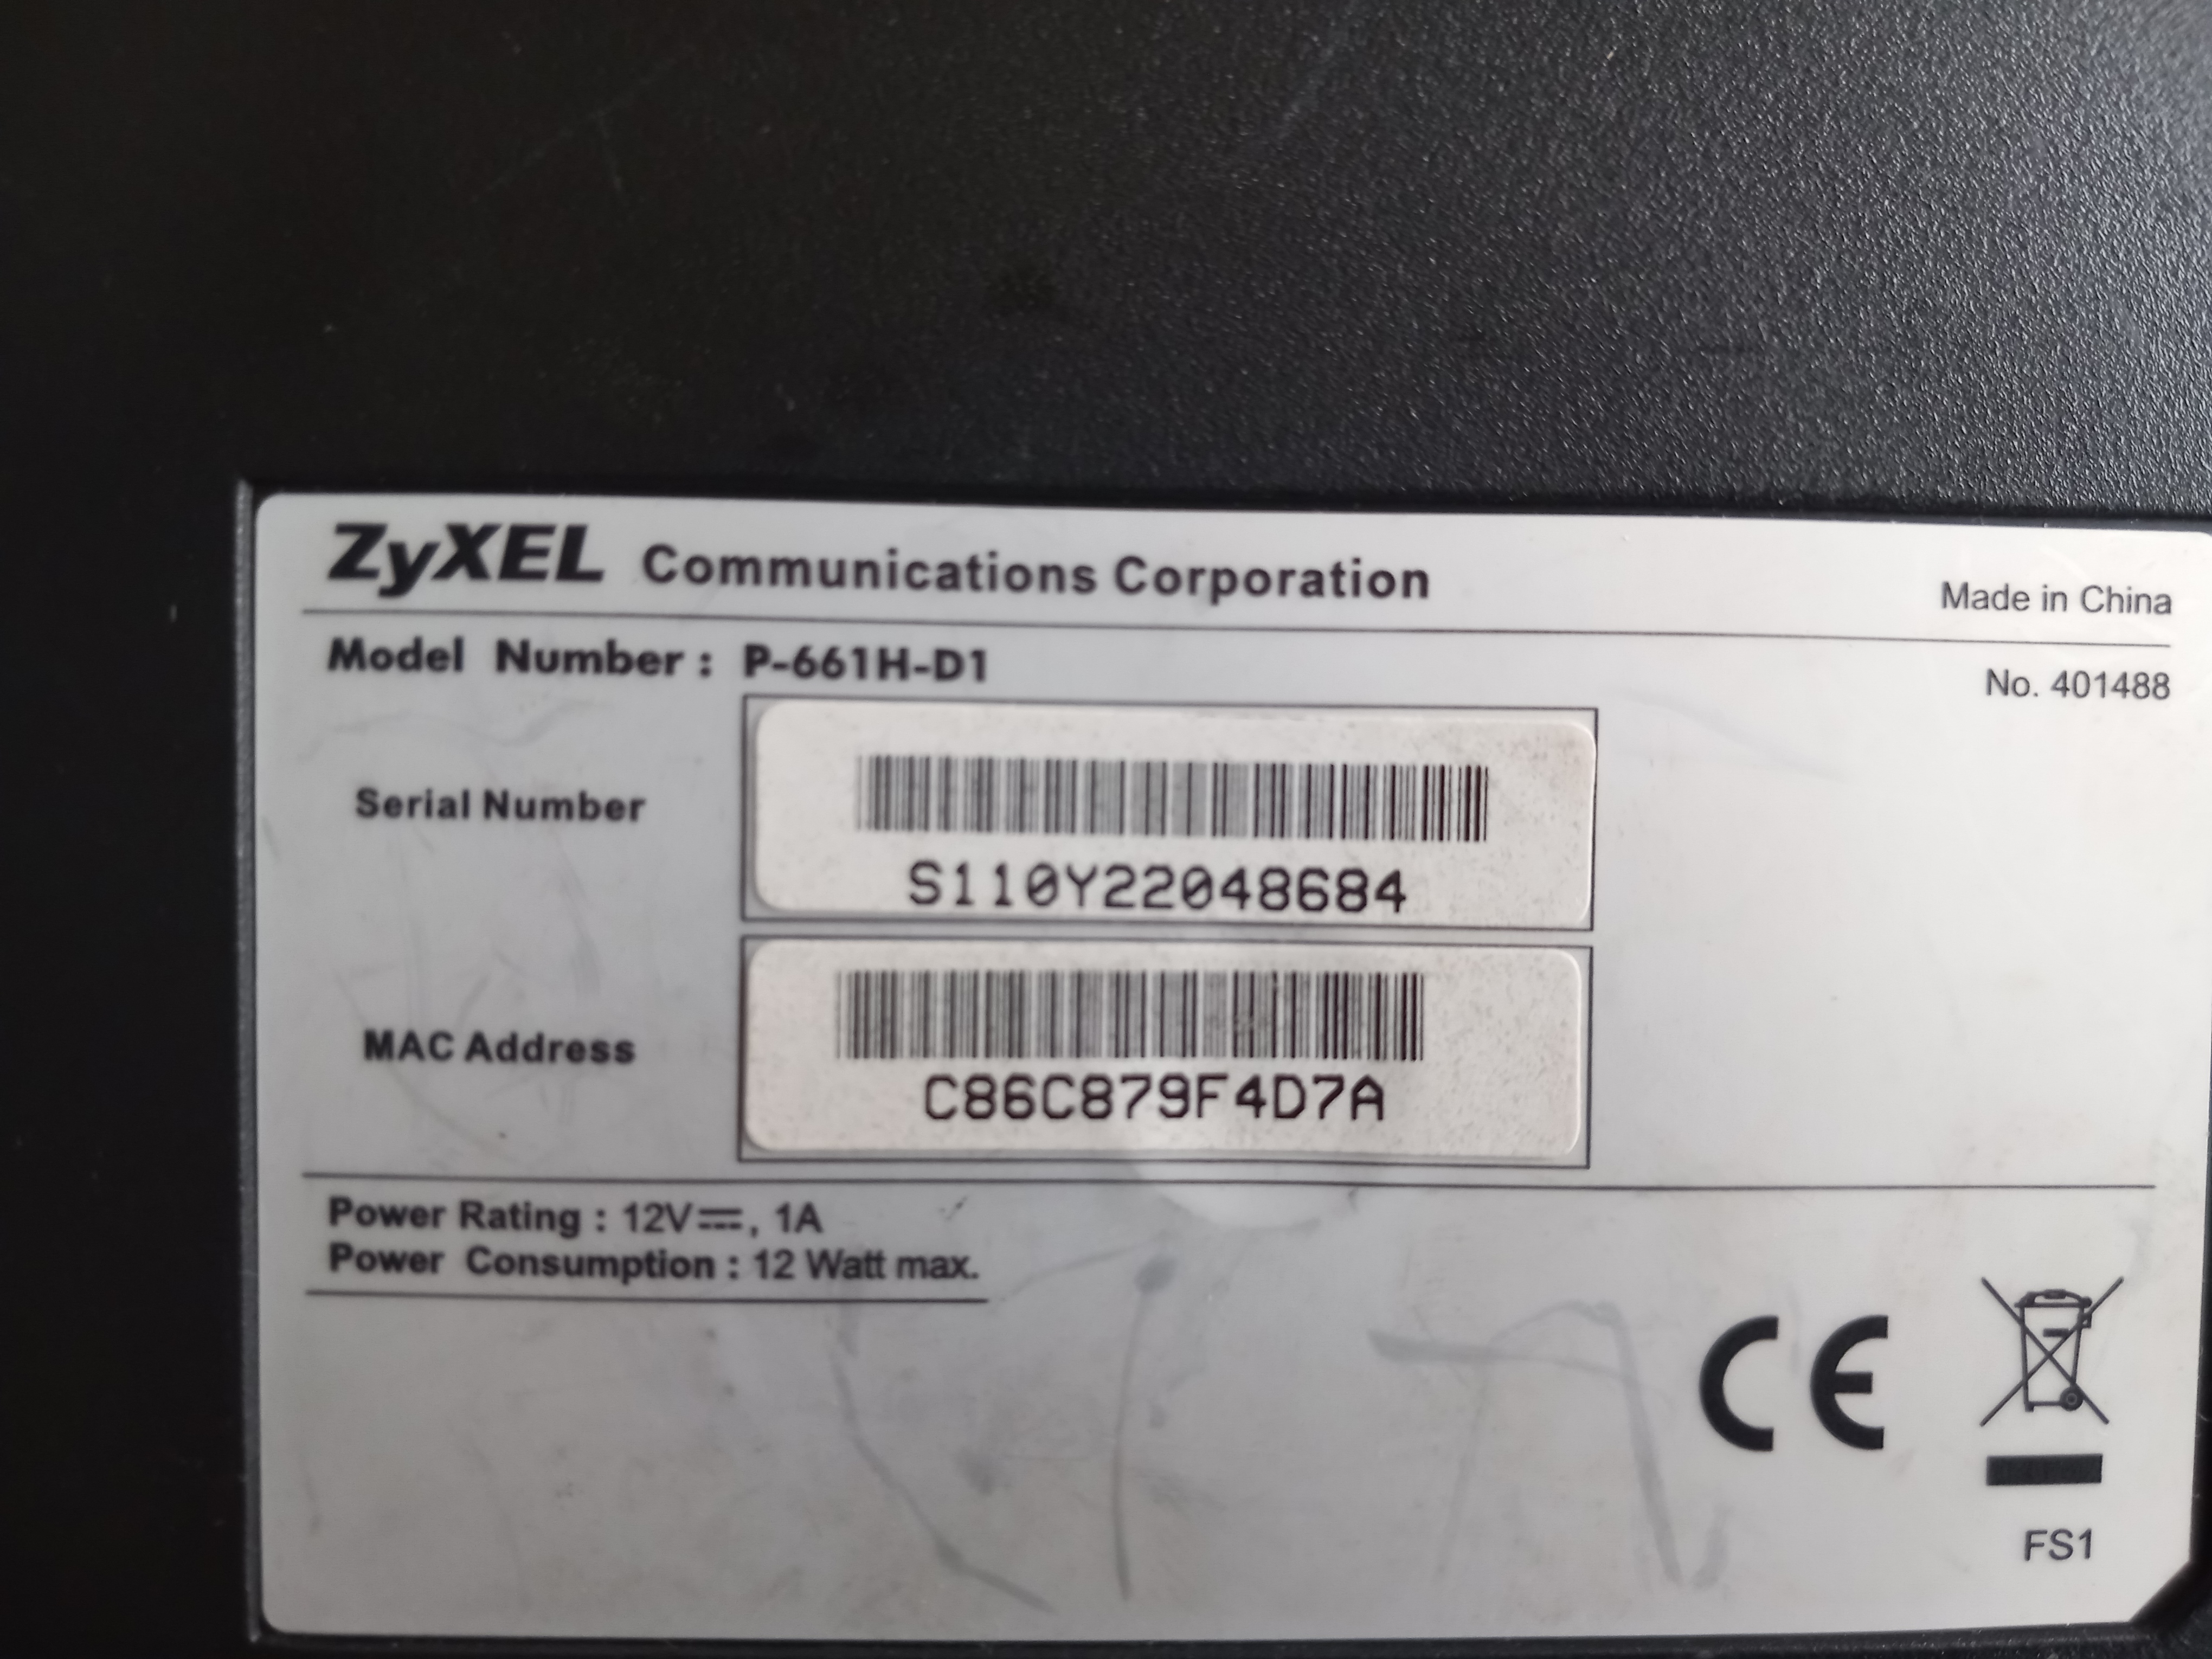 ZyXEL Communications Corporation
Made in China
Model Number : P-661H-D1
No. 401488
Serial Number
S110Y22048684
MAC Address
C86C879F4D7A
Power Rating : 12V⎓, 1A
Power Consumption : 12 Watt max.
CE
FS1